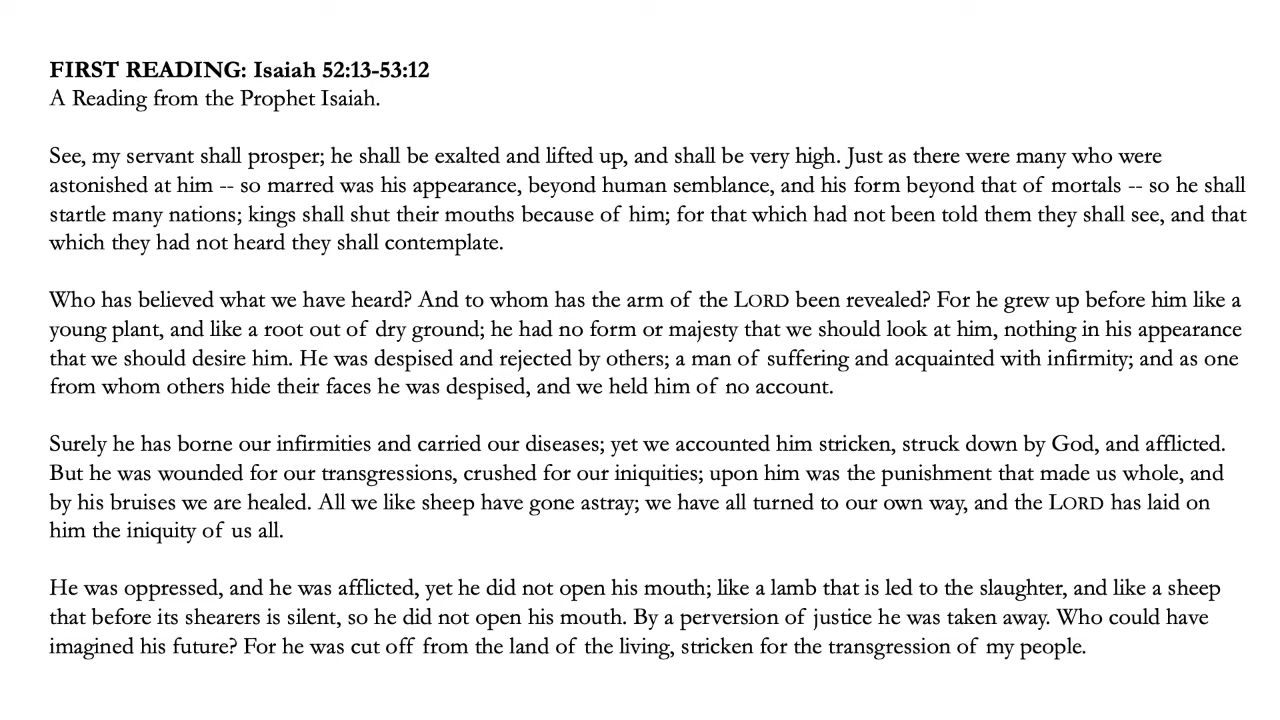 FIRST READING: Isaiah 52:13-53:12
A Reading from the Prophet Isaiah.
See, my servant shall prosper; he shall be exalted and lifted up, and shall be very high. Just as there were many who were
astonished at him -- so marred was his appearance, beyond human semblance, and his form beyond that of mortals -- so he shall
startle many nations; kings shall shut their mouths because of him; for that which had not been told them they shall see, and that
which they had not heard they shall contemplate.
Who has believed what we have heard? And to whom has the arm of the LORD been revealed? For he grew up before him like a
young plant, and like a root out of dry ground; he had no form or majesty that we should look at him, nothing in his appearance
that we should desire him. He was despised and rejected by others; a man of suffering and acquainted with infirmity; and as one
from whom others hide their faces he was despised, and we held him of no account.
Surely he has borne our infirmities and carried our diseases; yet we accounted him stricken, struck down by God, and afflicted.
But he was wounded for our transgressions, crushed for our iniquities; upon him was the punishment that made us whole, and
by his bruises we are healed. All we like sheep have gone astray; we have all turned to our own way, and the LORD has laid on
him the iniquity of us all.
He was oppressed, and he was afflicted, yet he did not open his mouth; like a lamb that is led to the slaughter, and like a sheep
that before its shearers is silent, so he did not open his mouth. By a perversion of justice he was taken away. Who could have
imagined his future? For he was cut off from the land of the living, stricken for the transgression of my people.